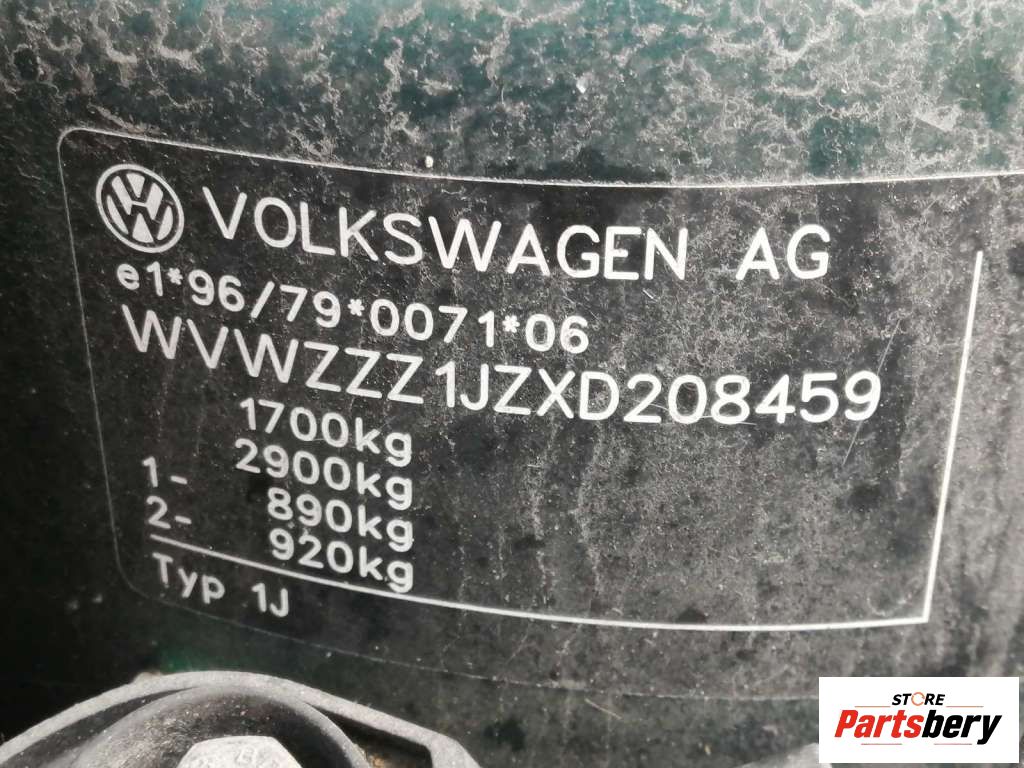 VOLKSWAGEN AG
e1*96/79*0071*06
WVWZZZ1JZXD208459
1700kg
2900kg
1- 890kg
2- 920kg
Typ 1J
STORE
Partsbery